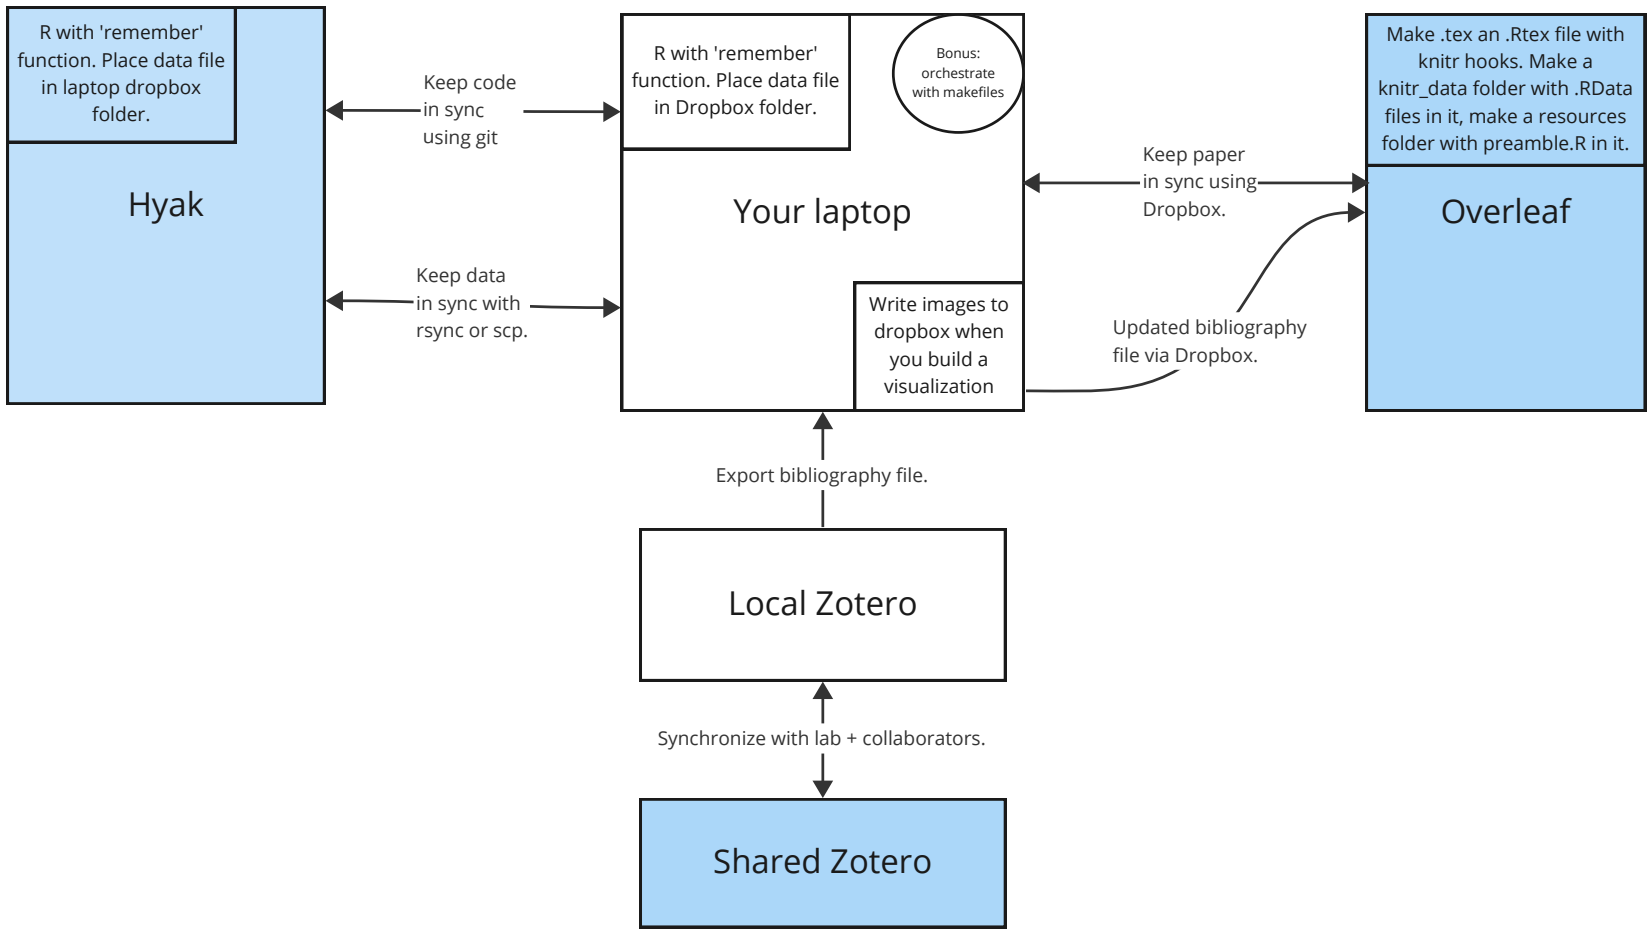 R with 'remember'
function. Place data file
in laptop dropbox
folder.
Hyak
Keep code
in sync
using git
Keep data
in sync with
rsync or scp.
R with 'remember'
function. Place data file
in Dropbox folder.
Bonus:
orchestrate
with makefiles
Your laptop
Write images to
dropbox when
you build a
visualization
Keep paper
in sync using
Dropbox.
Updated bibliography
file via Dropbox.
Make .tex an .Rtex file with
knitr hooks. Make a
knitr_data folder with .RData
files in it, make a resources
folder with preamble.R in it.
Overleaf
Export bibliography file.
Local Zotero
Synchronize with lab + collaborators.
Shared Zotero